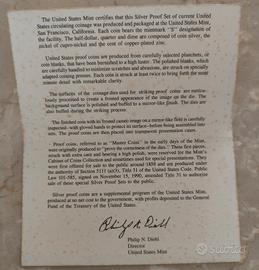 The United States Mint certifies that this Silver Proof Set of current United
States circulating coinage was produced and packaged at the United States Mint,
San Francisco, California. Each coin bears the mintmark "S" designation of
the facility. The half-dollar, quarter and dime are composed of coin silver, the
nickel of cupro-nickel and the cent of copper-plated zinc.
United States proof coins are produced from carefully selected planchets, or
coin blanks, that have been burnished to a high luster. The polished blanks, which
are carefully handled to minimize scratches and abrasions, are struck on specially
adapted coining presses. Each coin is struck at least twice to bring forth the most
minute detail with remarkable clarity.
The surfaces of the coinage dies used for striking proof coins are meticu-
lously processed to create a frosted appearance of the image on the die. The
background surface is polished and buffed to a mirror-like finish. The dies are
also buffed during the striking process.
The finished coin with its frosted cameo image on a mirror-like field is carefully
inspected--with gloved hands to protect its surface--before being assembled into
sets. The proof coins are then placed into transparent presentation cases.
Proof coins, referred to as "Master Coins" in the early days of the Mint,
were originally produced to "prove the correctness of the dies." These first pieces,
struck with extra care and bearing a high polish, were reserved for the Mint's
Cabinet of Coins Collection and sometimes used for special presentations. They
were first offered for sale to the public around 1858 and are produced under
the authority of Section 5111 (a)(3), Title 31 of the United States Code. Public
Law 101-585, signed on November 15, 1990, amended Title 31 to authorize
sale of these special Silver Proof Sets to the public.
Silver proof coins are a supplemental program of the United States Mint,
produced at no net cost to the government, with profits deposited to the General
Fund of the Treasury of the United States.
Philip N. Diehl
Philip N. Diehl
Director
United States Mint
subito